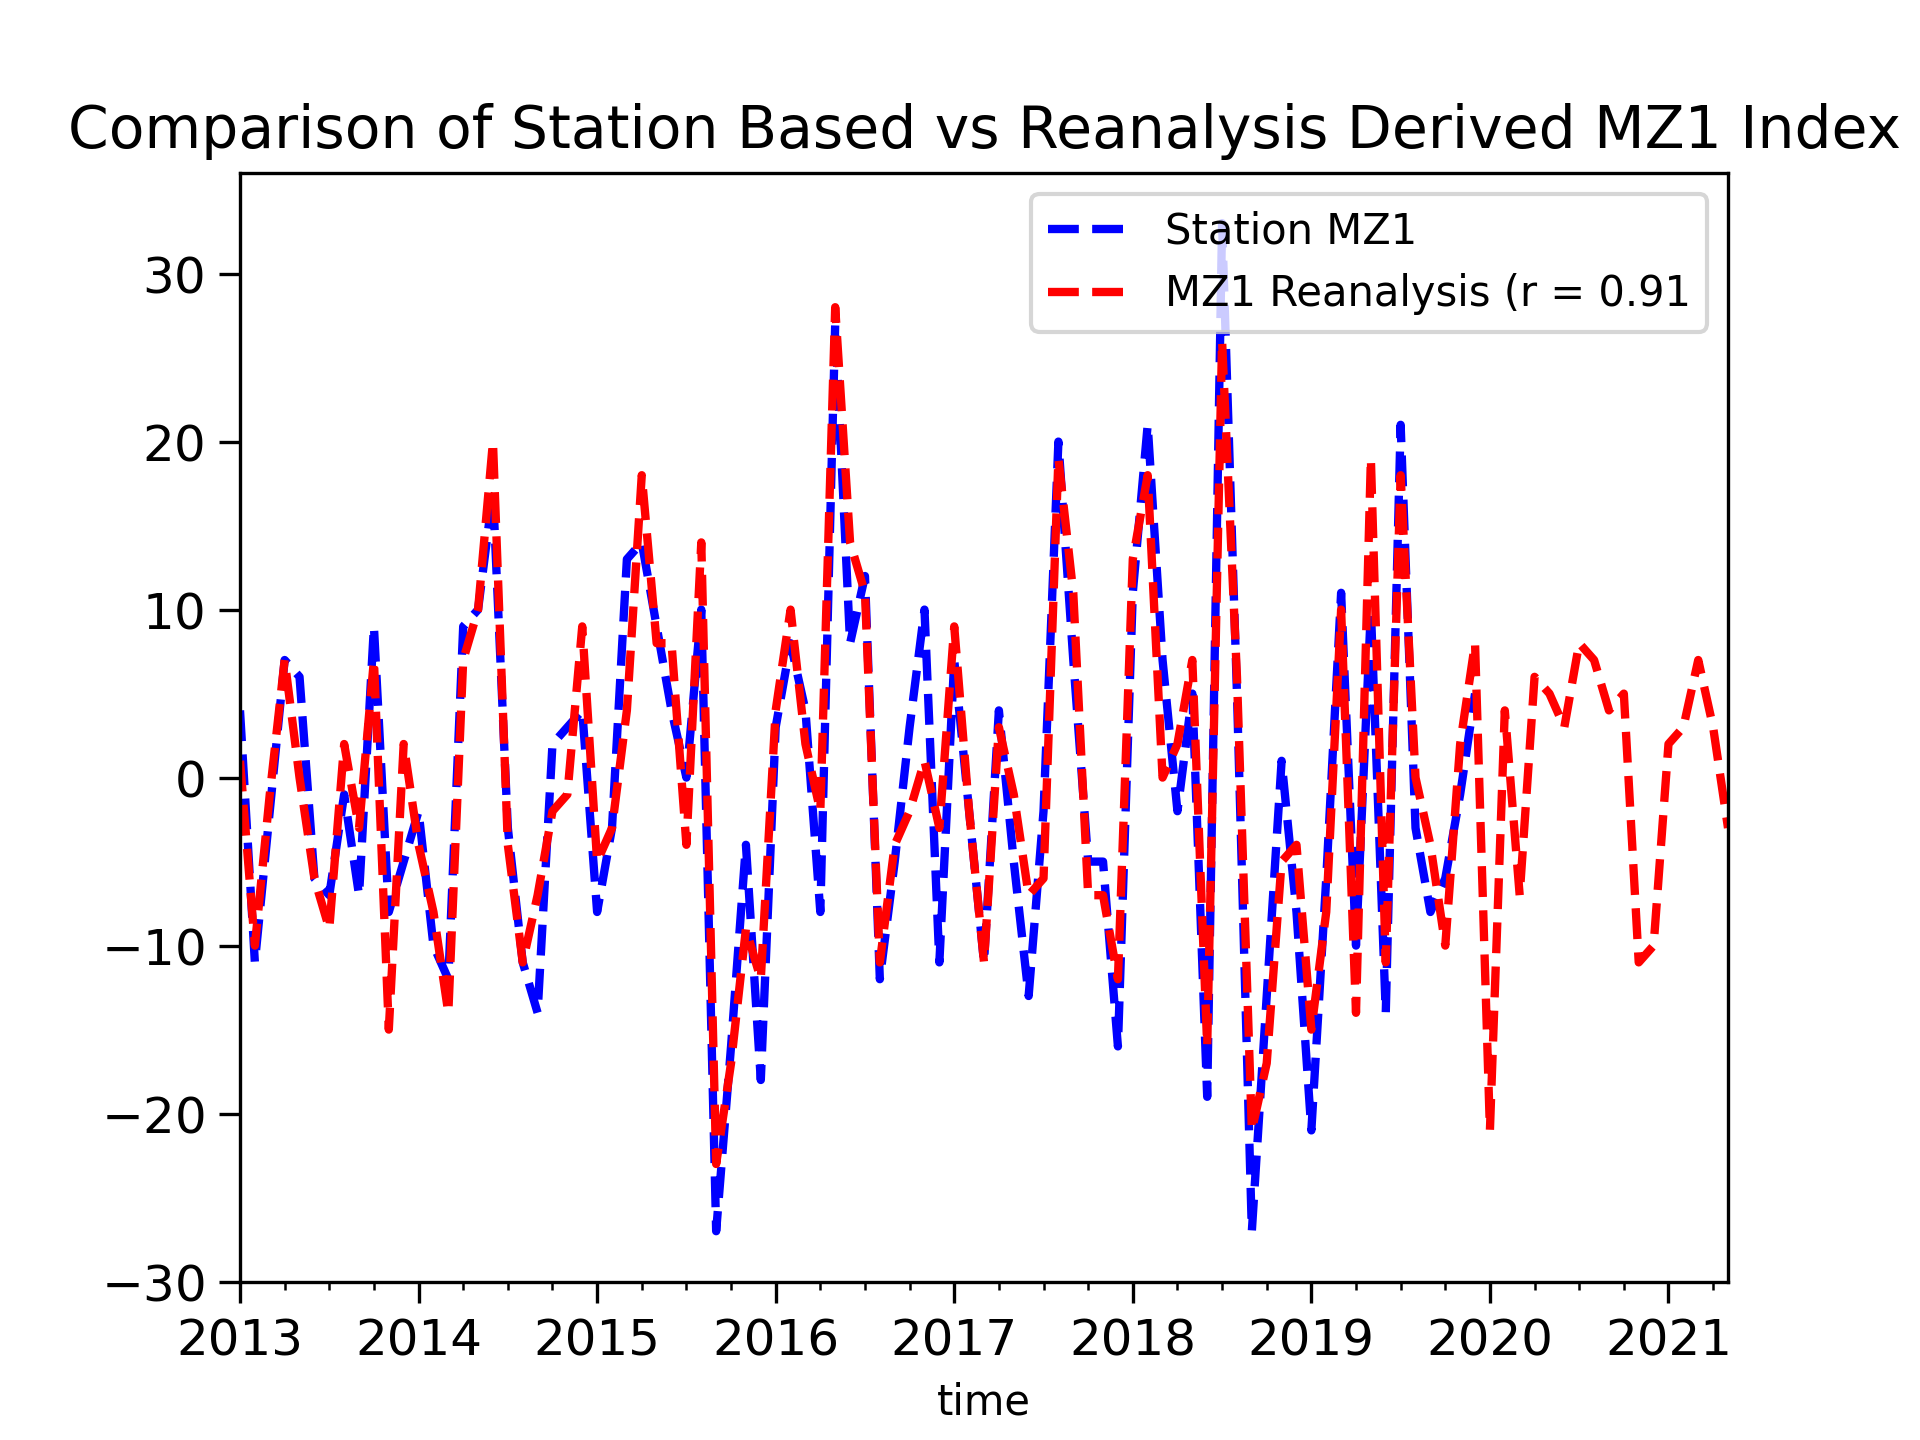 Comparison of Station Based vs Reanalysis Derived MZ1 Index
Station MZ1
MZ1 Reanalysis (r = 0.91
30
20
10
0
−10
−20
−30
2013 2014 2015 2016 2017 2018 2019 2020 2021
time